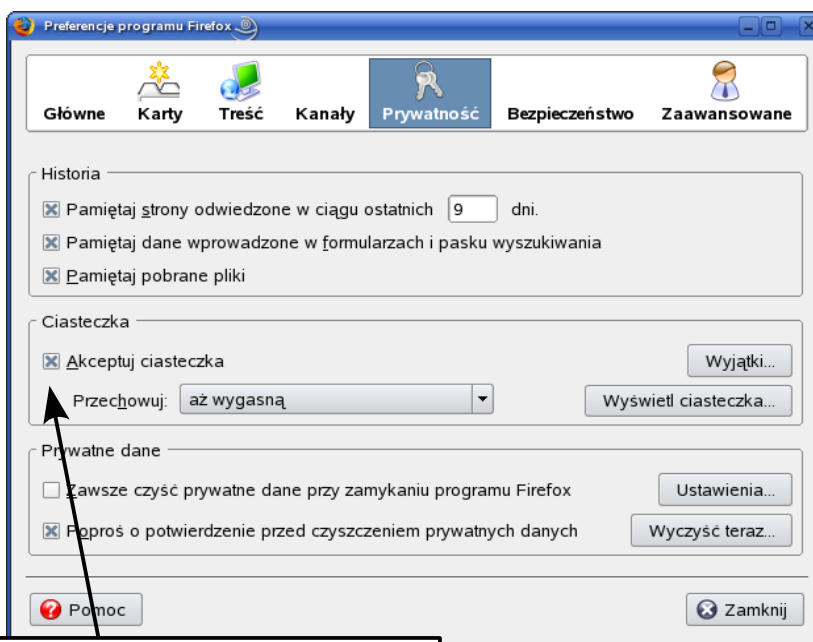 Preferencje programu Firefox
Główne Karty Treść Kanały Prywatność Bezpieczeństwo Zaawansowane
Historia
Pamiętaj strony odwiedzone w ciągu ostatnich 9 dni.
Pamiętaj dane wprowadzone w formularzach i pasku wyszukiwania
Pamiętaj pobrane pliki
Ciasteczka
Akceptuj ciasteczka Wyjątki...
Przechowuj: aż wygasną Wyświetl ciasteczka...
Prywatne dane
Zawsze czyść prywatne dane przy zamykaniu programu Firefox Ustawienia...
Poproś o potwierdzenie przed czyszczeniem prywatnych danych Wyczyść teraz...
Pomoc Zamknij